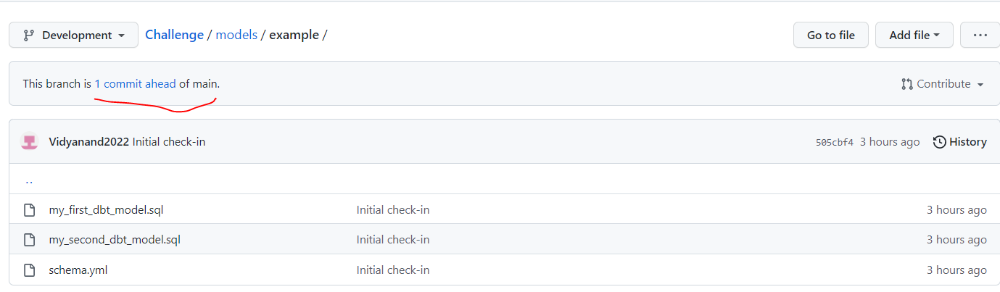 Development Challenge / models / example / Go to file Add file ...
This branch is 1 commit ahead of main. Contribute
Vidyanand2022 Initial check-in 505cbf4 3 hours ago History
..
my_first_dbt_model.sql Initial check-in 3 hours ago
my_second_dbt_model.sql Initial check-in 3 hours ago
schema.yml Initial check-in 3 hours ago